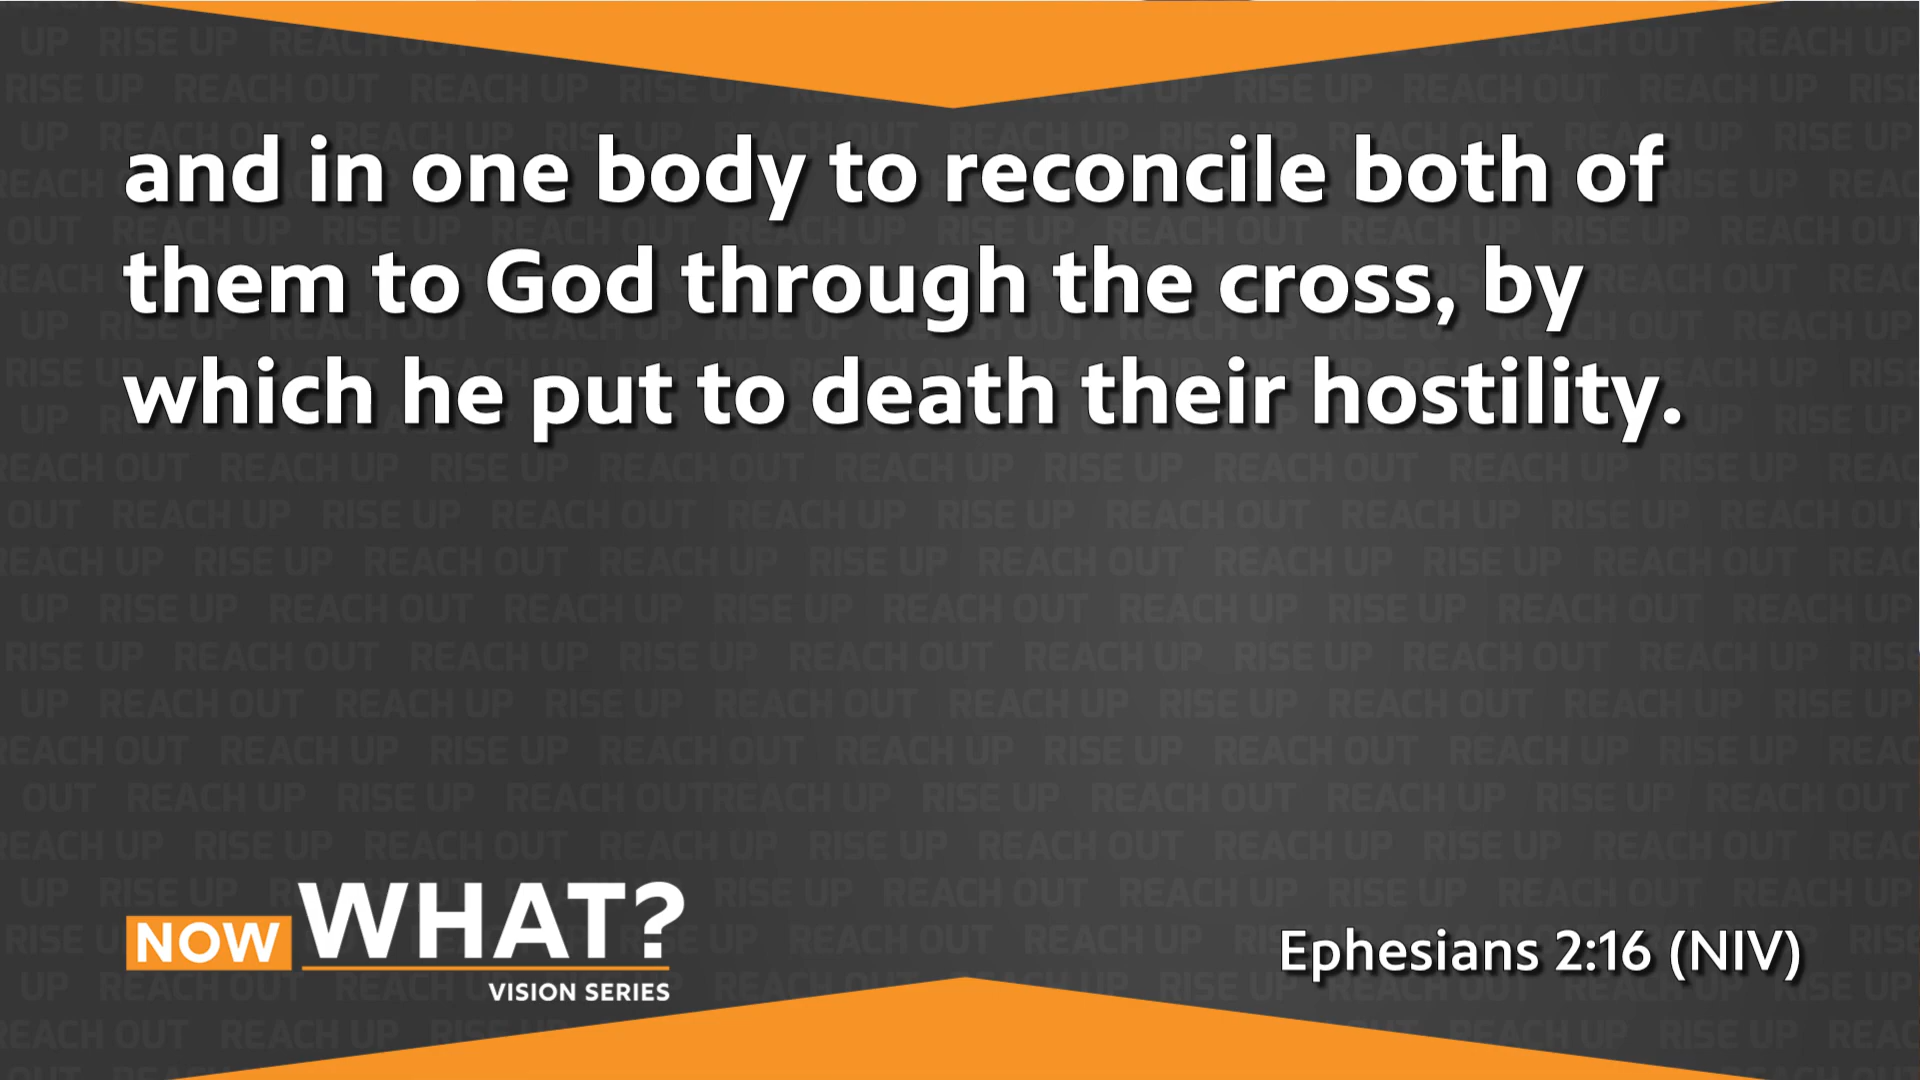 and in one body to reconcile both of
them to God through the cross, by
which he put to death their hostility.
NOW WHAT?
VISION SERIES
Ephesians 2:16 (NIV)